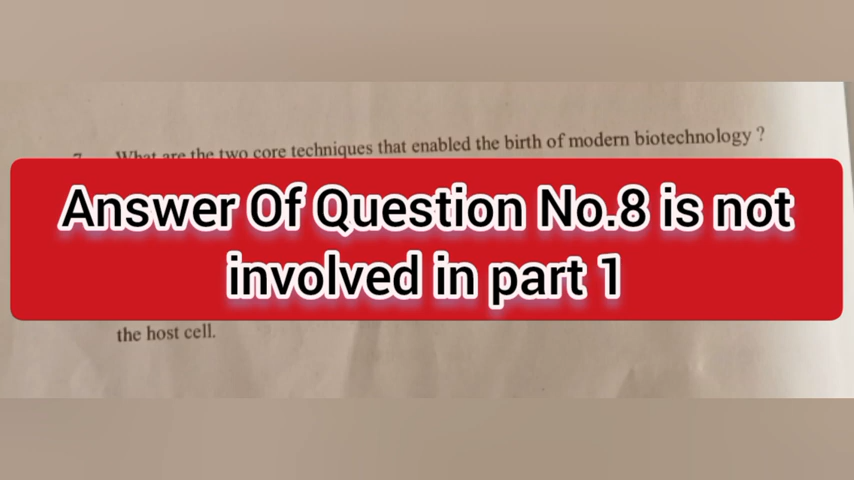 7. What are the two core techniques that enabled the birth of modern biotechnology ?
Answer Of Question No.8 is not
involved in part 1
the host cell.